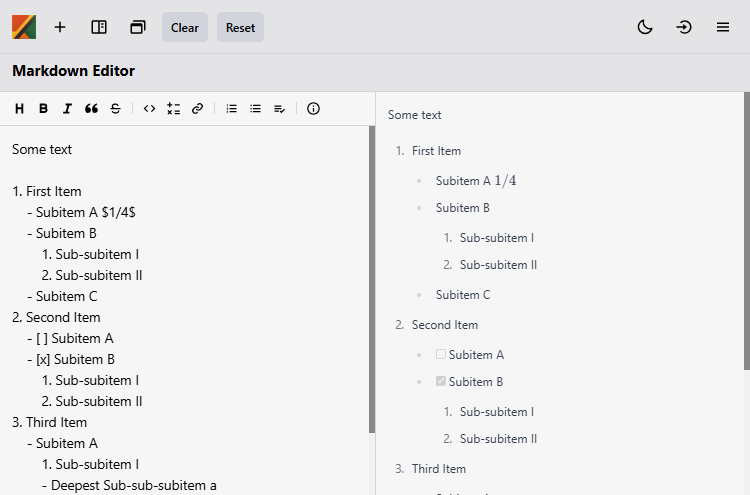 Clear Reset
Markdown Editor
H B I
Some text
1. First Item
- Subitem A $1/4$
- Subitem B
1. Sub-subitem I
2. Sub-subitem II
- Subitem C
2. Second Item
- [ ] Subitem A
- [x] Subitem B
1. Sub-subitem I
2. Sub-subitem II
3. Third Item
- Subitem A
1. Sub-subitem I
- Deepest Sub-sub-subitem a
Some text
1. First Item
Subitem A 1/4
Subitem B
1. Sub-subitem I
2. Sub-subitem II
Subitem C
2. Second Item
Subitem A
Subitem B
1. Sub-subitem I
2. Sub-subitem II
3. Third Item